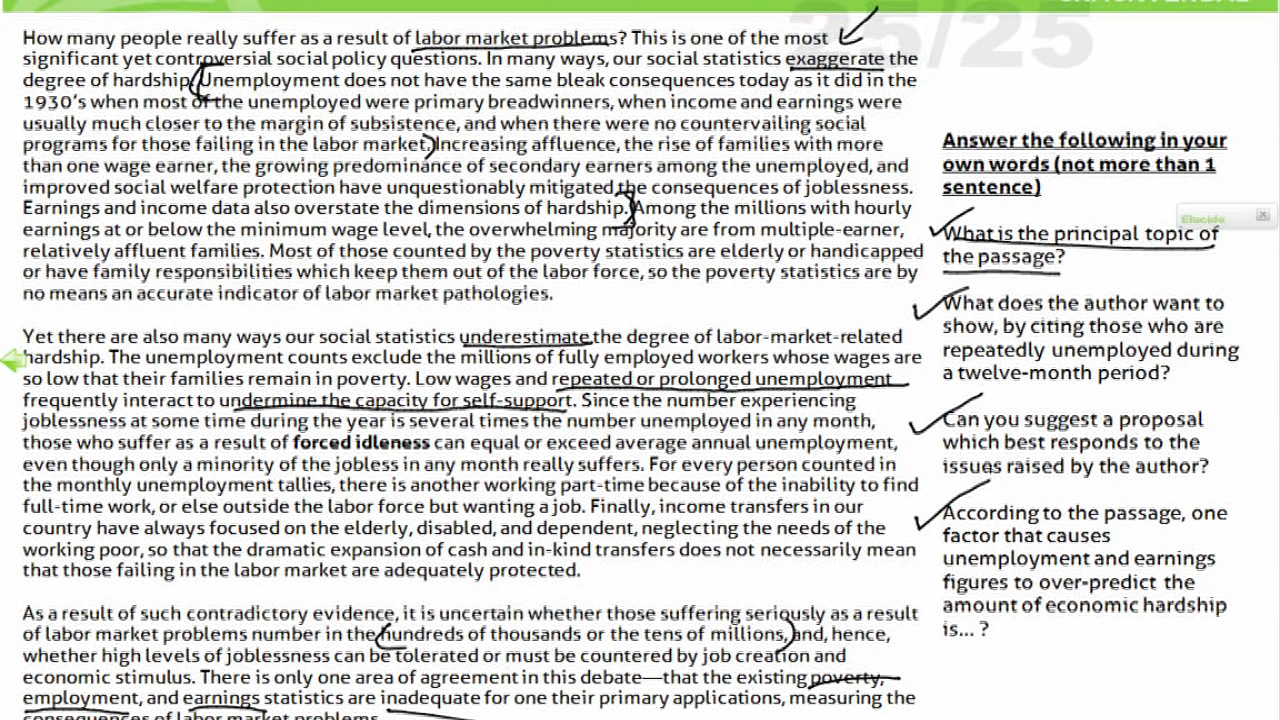 25/25
How many people really suffer as a result of labor market problems? This is one of the most
significant yet controversial social policy questions. In many ways, our social statistics exaggerate the
degree of hardship. Unemployment does not have the same bleak consequences today as it did in the
1930's when most of the unemployed were primary breadwinners, when income and earnings were
usually much closer to the margin of subsistence, and when there were no countervailing social
programs for those failing in the labor market. Increasing affluence, the rise of families with more
than one wage earner, the growing predominance of secondary earners among the unemployed, and
improved social welfare protection have unquestionably mitigated the consequences of joblessness.
Earnings and income data also overstate the dimensions of hardship. Among the millions with hourly
earnings at or below the minimum wage level, the overwhelming majority are from multiple-earner,
relatively affluent families. Most of those counted by the poverty statistics are elderly or handicapped
or have family responsibilities which keep them out of the labor force, so the poverty statistics are by
no means an accurate indicator of labor market pathologies.
Yet there are also many ways our social statistics underestimate the degree of labor-market-related
hardship. The unemployment counts exclude the millions of fully employed workers whose wages are
so low that their families remain in poverty. Low wages and repeated or prolonged unemployment
frequently interact to undermine the capacity for self-support. Since the number experiencing
joblessness at some time during the year is several times the number unemployed in any month,
those who suffer as a result of forced idleness can equal or exceed average annual unemployment,
even though only a minority of the jobless in any month really suffers. For every person counted in
the monthly unemployment tallies, there is another working part-time because of the inability to find
full-time work, or else outside the labor force but wanting a job. Finally, income transfers in our
country have always focused on the elderly, disabled, and dependent, neglecting the needs of the
working poor, so that the dramatic expansion of cash and in-kind transfers does not necessarily mean
that those failing in the labor market are adequately protected.
As a result of such contradictory evidence, it is uncertain whether those suffering seriously as a result
of labor market problems number in the hundreds of thousands or the tens of millions, and, hence,
whether high levels of joblessness can be tolerated or must be countered by job creation and
economic stimulus. There is only one area of agreement in this debate—that the existing poverty,
employment, and earnings statistics are inadequate for one their primary applications, measuring the
consequences of labor market problems.
Answer the following in your
own words (not more than 1
sentence)
Elucido
What is the principal topic of
the passage?
What does the author want to
show, by citing those who are
repeatedly unemployed during
a twelve-month period?
Can you suggest a proposal
which best responds to the
issues raised by the author?
According to the passage, one
factor that causes
unemployment and earnings
figures to over-predict the
amount of economic hardship
is... ?